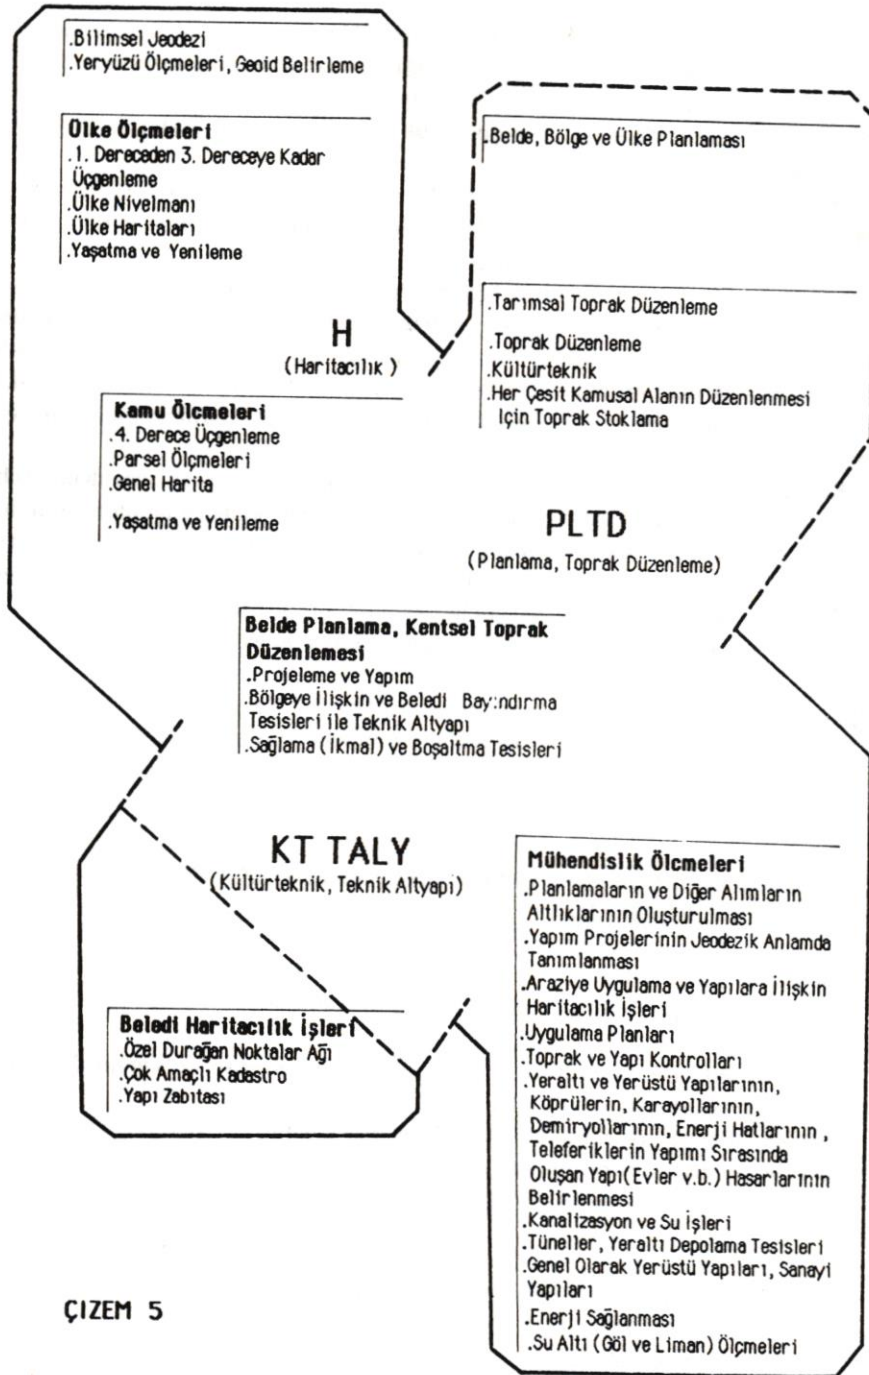 .Bilimsel Jeodezi
.Yeryüzü Ölçmeleri, Geoid Belirleme
Ülke Ölçmeleri
.1. Dereceden 3. Dereceye Kadar
Üçgenleme
.Ülke Nivelmanı
.Ülke Haritaları
.Yaşatma ve Yenileme
.Belde, Bölge ve Ülke Planlaması
.Tarımsal Toprak Düzenleme
.Toprak Düzenleme
.Kültürteknik
.Her Çesit Kamusal Alanın Düzenlenmesi
Için Toprak Stoklama
H
(Haritacılık )
Kamu Ölcmeleri
.4. Derece Üçgenleme
.Parsel Ölçmeleri
.Genel Harita
.Yaşatma ve Yenileme
PLTD
(Planlama, Toprak Düzenleme)
Belde Planlama, Kentsel Toprak
Düzenlemesi
.Projeleme ve Yapım
.Bölgeye İlişkin ve Beledi Bay:ndırma
Tesisleri ile Teknik Altyapı
.Sağlama (İkmal) ve Boşaltma Tesisleri
KT TALY
(Kültürteknik, Teknik Altyapi)
Beledi Haritacılık İşleri
.Özel Durağan Noktalar Ağı
.Çok Amaçlı Kadastro
.Yapı Zabıtası
Mühendislik Ölcmeleri
.Planlamaların ve Diğer Alımların
Altlıklarının Oluşturulması
.Yapım Projelerinin Jeodezik Anlamda
Tanımlanması
.Araziye Uygulama ve Yapılara İlişkin
Haritacılık İşleri
.Uygulama Planları
.Toprak ve Yapı Kontrolları
.Yeraltı ve Yerüstü Yapılarının,
Köprülerin, Karayollarının,
Demiryollarının, Enerji Hatlarının ,
Teleferiklerin Yapımı Sırasında
Oluşan Yapı(Evler v.b.) Hasarlarının
Belirlenmesi
.Kanalizasyon ve Su İşleri
.Tüneller, Yeraltı Depolama Tesisleri
.Genel Olarak Yerüstü Yapıları, Sanayi
Yapıları
.Enerji Sağlanması
.Su Altı (Göl ve Liman) Ölçmeleri
ÇIZEM 5